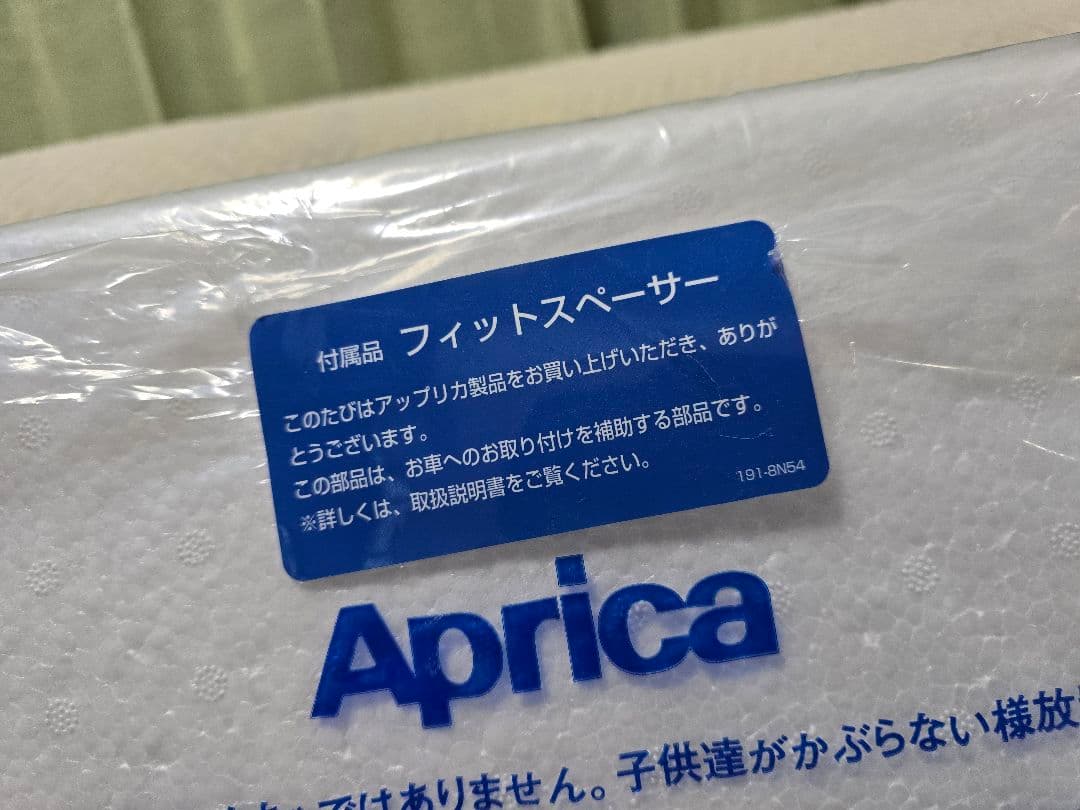 付属品 フィットスペーサー
このたびはアップリカ製品をお買い上げいただき、ありが
とうございます。
この部品は、お車へのお取り付けを補助する部品です。
※詳しくは、取扱説明書をご覧ください。
191-8N54
Aprica
ではありません。子供達がかぶらない様放